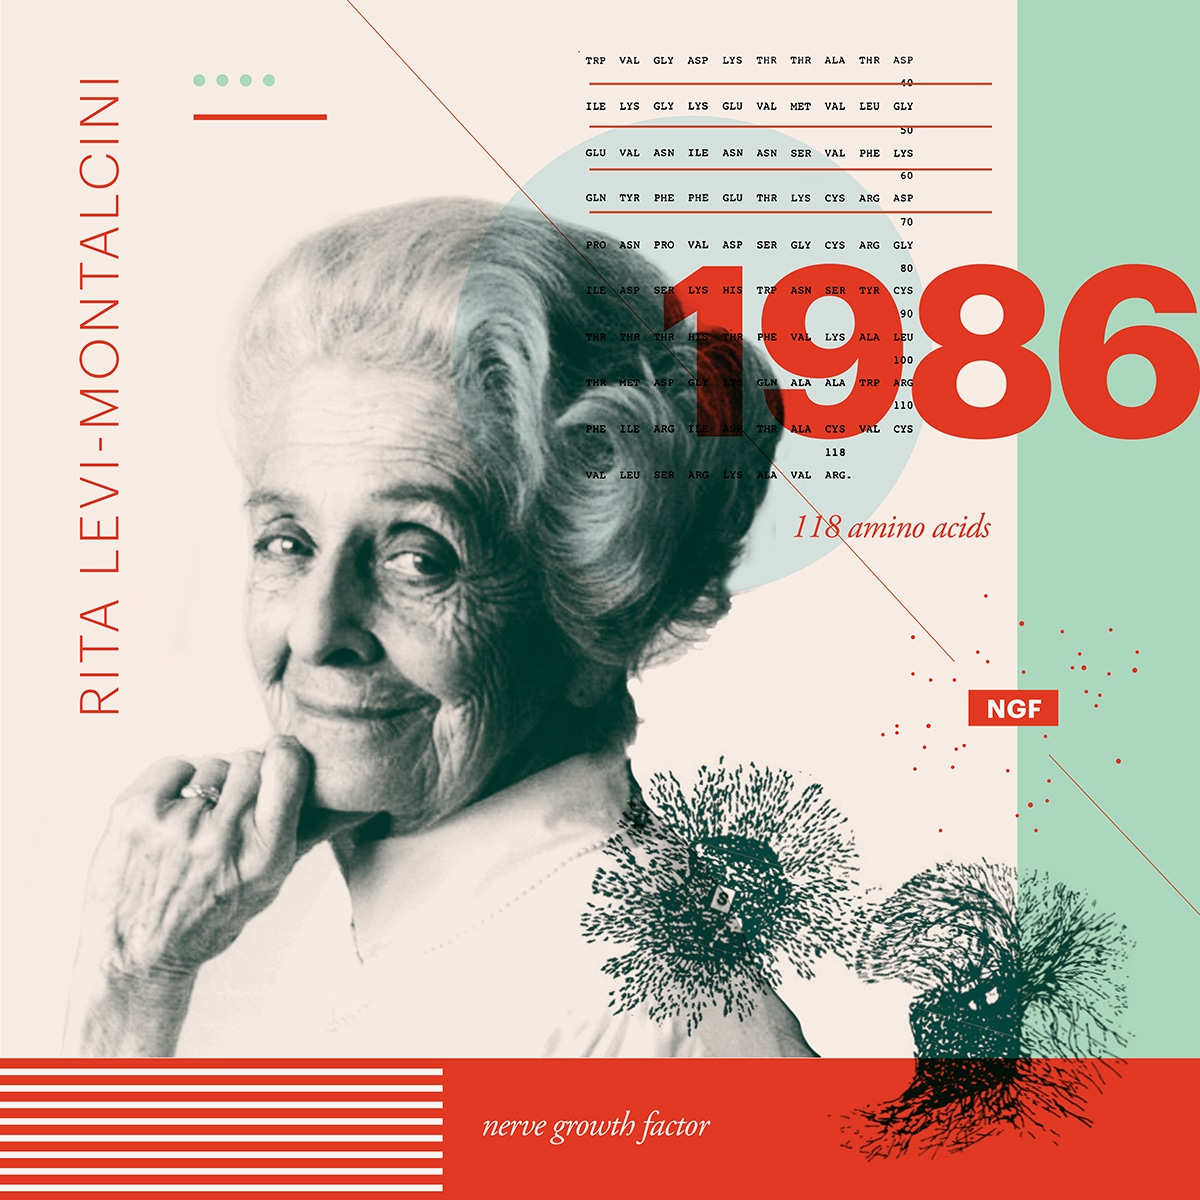 RITA LEVI-MONTALCINI
TRP VAL GLY ASP LYS THR THR ALA THR ASP
40
ILE LYS GLY LYS GLU VAL MET VAL LEU GLY
50
GLU VAL ASN ILE ASN ASN SER VAL PHE LYS
60
GLN TYR PHE PHE GLU THR LYS CYS ARG ASP
70
PRO ASN PRO VAL ASP SER GLY CYS ARG GLY
80
ILE ASP SER LYS HIS TRP ASN SER TYR CYS
90
THR THR THR HIS THR PHE VAL LYS ALA LEU
100
THR MET ASP GLY LYS GLN ALA ALA TRP ARG
110
PHE ILE ARG ILE ASP THR ALA CYS VAL CYS
118
VAL LEU SER ARG LYS ALA VAL ARG.
1986
118 amino acids
NGF
S
nerve growth factor